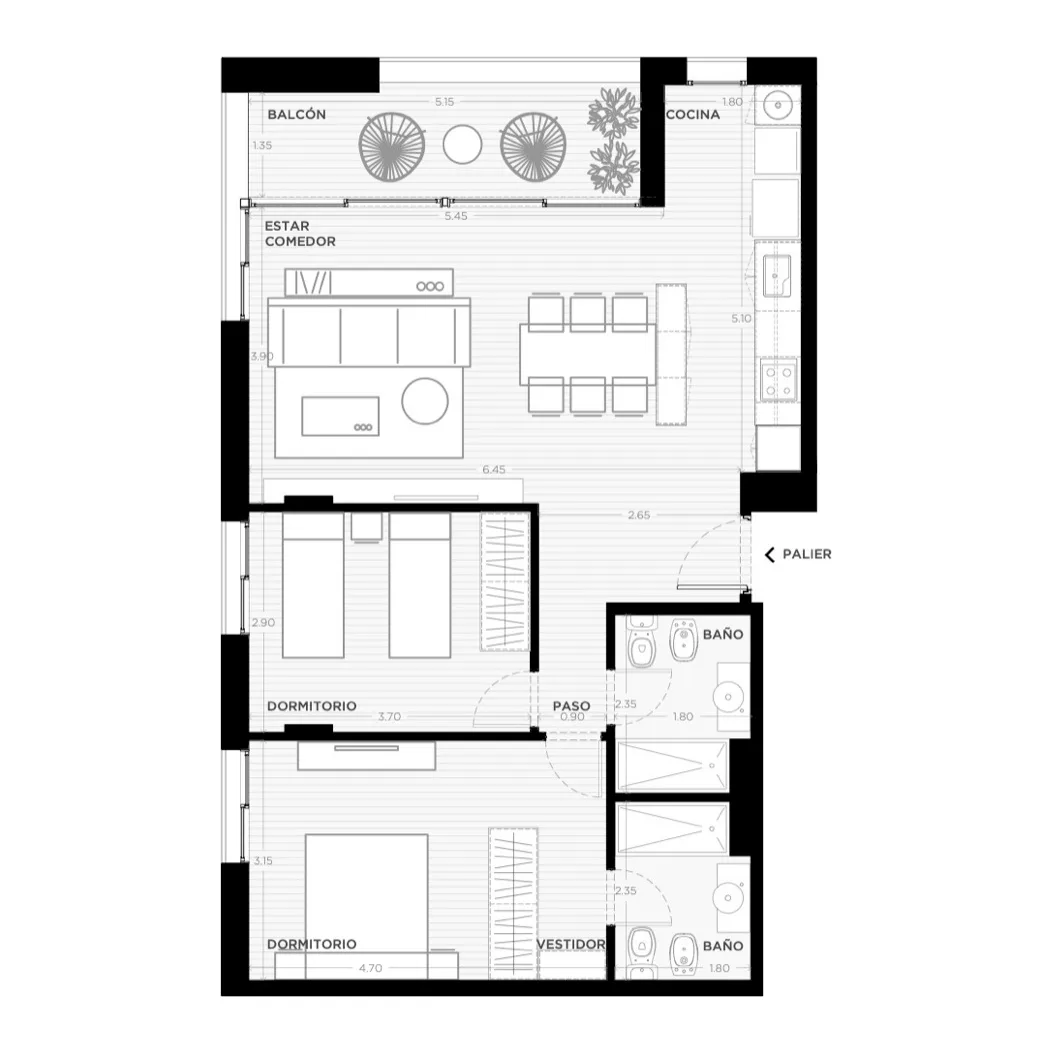 5.15
1.80
BALCÓN
COCINA
1.35
5.45
ESTAR
COMEDOR
5.10
3.90
6.45
2.65
PALIER
2.90
BAÑO
DORMITORIO
PASO
2.35
3.70
0.90
1.80
3.15
2.35
DORMITORIO
VESTIDOR
BAÑO
4.70
1.80